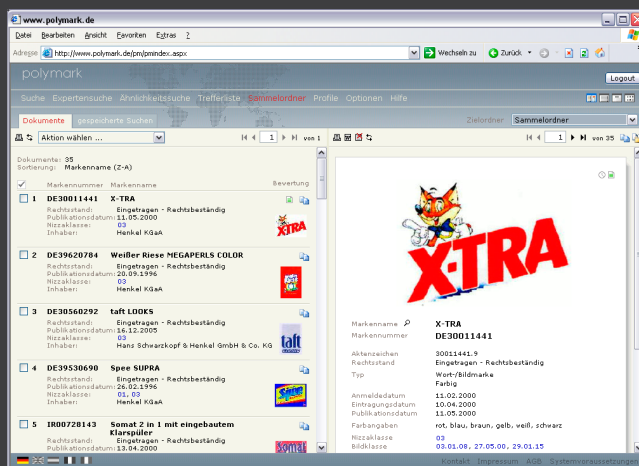 www.polymark.de
Datei Bearbeiten Ansicht Favoriten Extras ?
Adresse http://www.polymark.de/pm/pmindex.aspx Wechseln zu Zurück
polymark
Logout
Suche Expertensuche Ähnlichkeitssuche Trefferliste Sammelordner Profile Optionen Hilfe
Dokumente gespeicherte Suchen Zielordner Sammelordner
Aktion wählen ... 1 von 1
1 von 35
Dokumente: 35
Sortierung: Markenname (Z-A)
Markennummer Markenname Bewertung
1 DE30011441 X-TRA
Rechtsstand: Eingetragen - Rechtsbeständig
Publikationsdatum: 11.05.2000
Nizzaklasse: 03
Inhaber: Henkel KGaA
XTRA
2 DE39620784 Weißer Riese MEGAPERLS COLOR
Rechtsstand: Eingetragen - Rechtsbeständig
Publikationsdatum: 20.09.1996
Nizzaklasse: 03
Inhaber: Henkel KGaA
3 DE30560292 taft LOOKS
Rechtsstand: Eingetragen - Rechtsbeständig
Publikationsdatum: 16.12.2005
Nizzaklasse: 03
Inhaber: Hans Schwarzkopf & Henkel GmbH & Co. KG
taft
4 DE39530690 Spee SUPRA
Rechtsstand: Eingetragen - Rechtsbeständig
Publikationsdatum: 26.02.1996
Nizzaklasse: 01, 03
Inhaber: Henkel KGaA
Spee
5 IR00728143 Somat 2 in 1 mit eingebautem
Klarspüler
Rechtsstand: Eingetragen - Rechtsbeständig
Publikationsdatum: 13.04.2000
Somat
X-TRA
Markenname X-TRA
Markennummer DE30011441
Aktenzeichen 30011441.9
Rechtsstand Eingetragen - Rechtsbeständig
Typ Wort-/Bildmarke
Farbig
Anmeldedatum 11.02.2000
Eintragungsdatum 10.04.2000
Publikationsdatum 11.05.2000
Farbangaben rot, blau, braun, gelb, weiß, schwarz
Nizzaklasse 03
Bildklasse 03.01.08, 27.05.00, 29.01.15
Kontakt Impressum AGB Systemvoraussetzungen